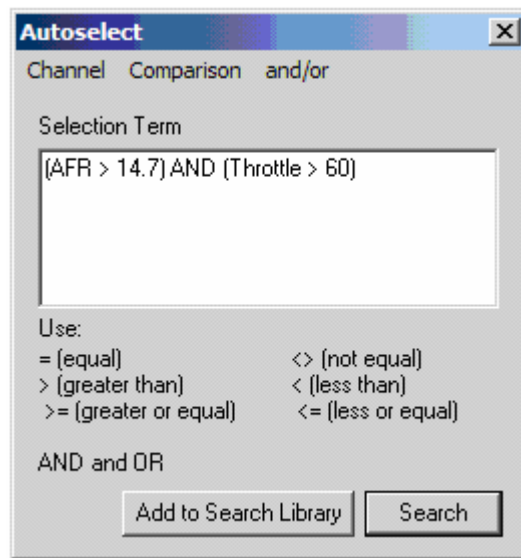 Autoselect
Channel Comparison and/or
Selection Term
(AFR > 14.7) AND (Throttle > 60)
Use:
= (equal) <> (not equal)
> (greater than) < (less than)
>= (greater or equal) <= (less or equal)
AND and OR
Add to Search Library Search